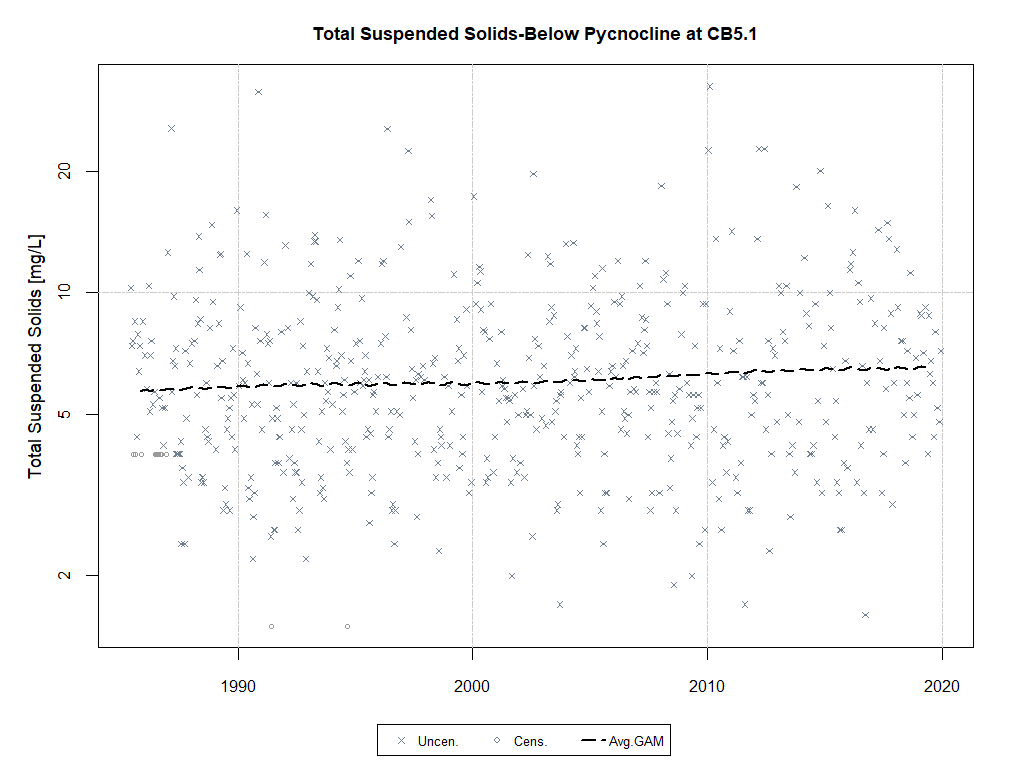 Total Suspended Solids-Below Pycnocline at CB5.1
Total Suspended Solids [mg/L]
20
10
5
2
1990 2000 2010 2020
Uncen. Cens. Avg.GAM